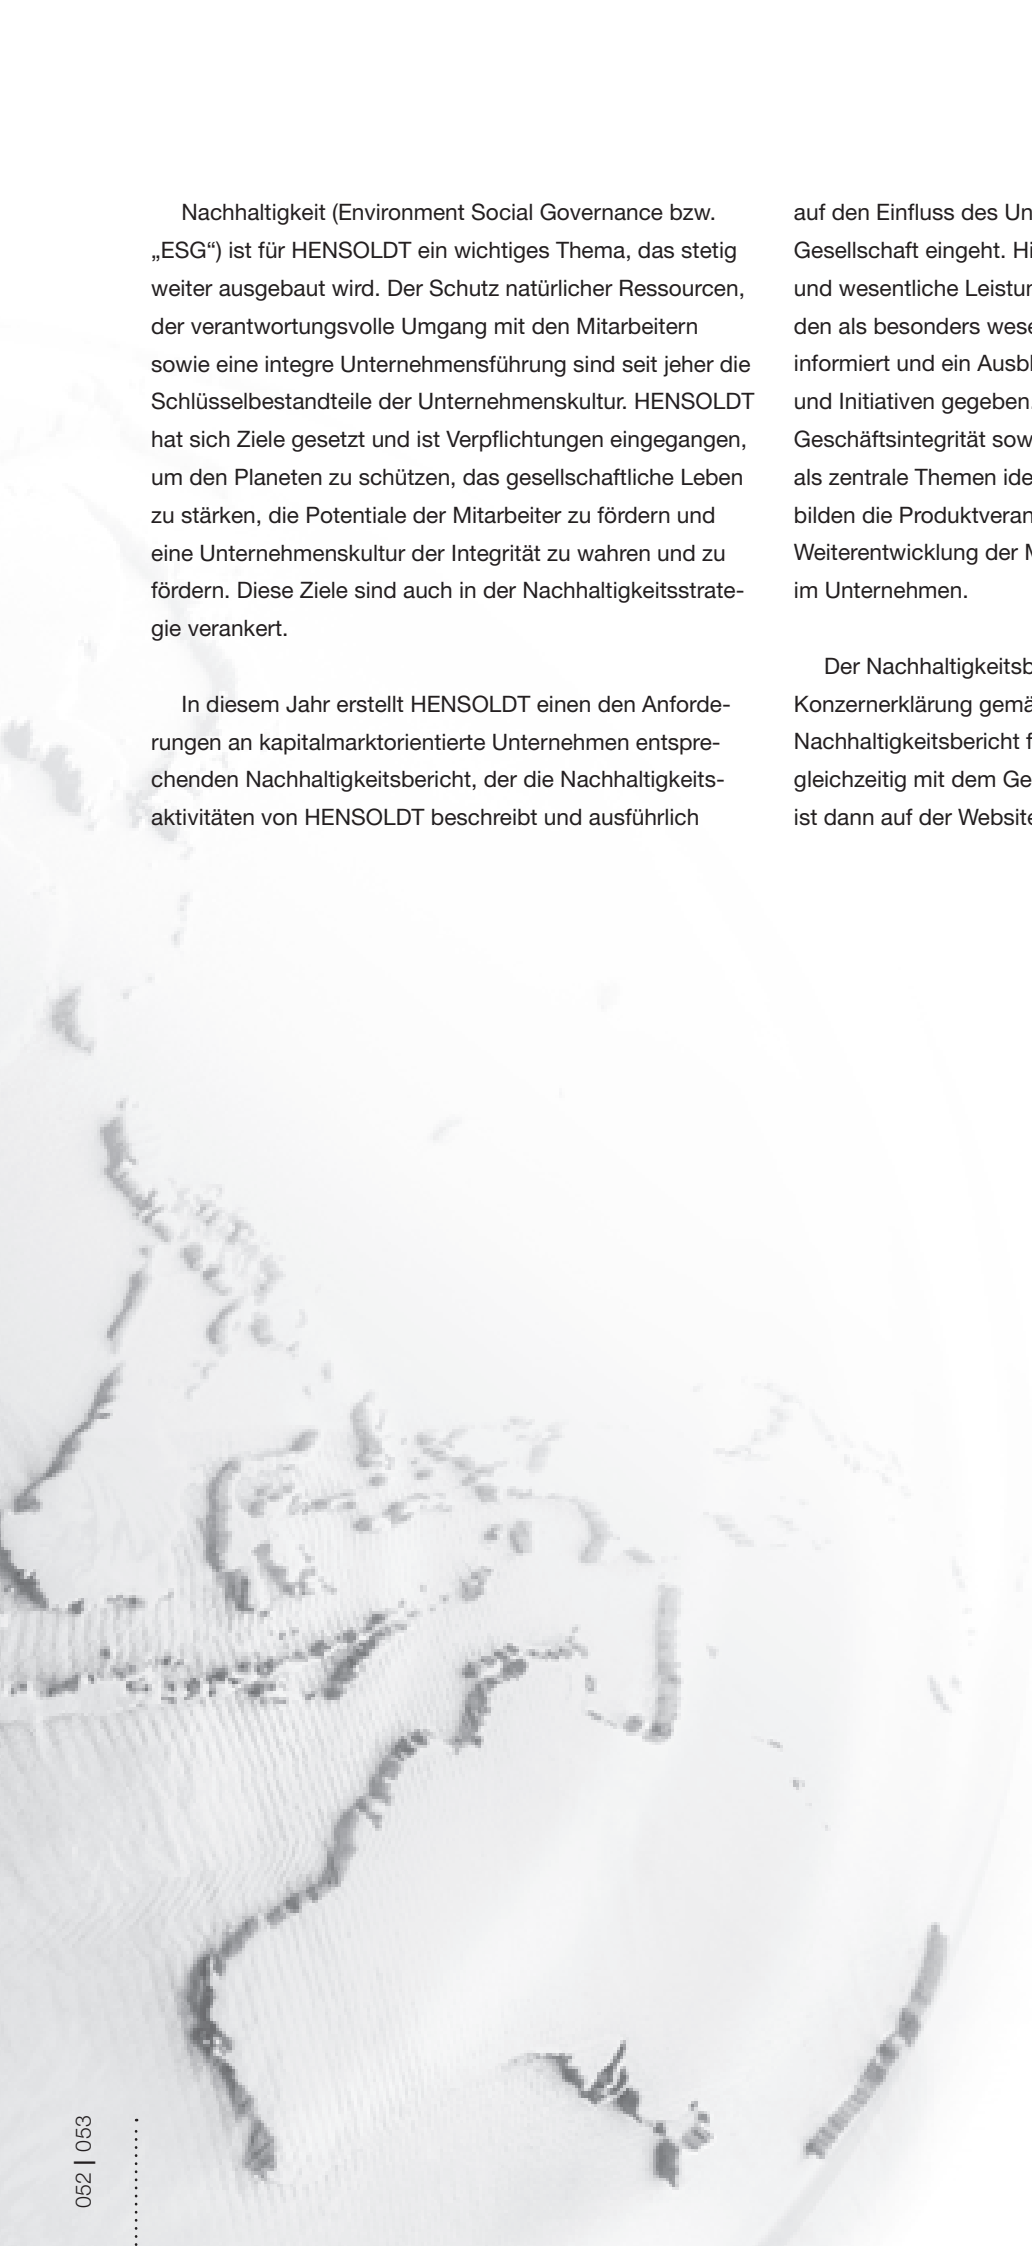 Nachhaltigkeit (Environment Social Governance bzw.
„ESG“) ist für HENSOLDT ein wichtiges Thema, das stetig
weiter ausgebaut wird. Der Schutz natürlicher Ressourcen,
der verantwortungsvolle Umgang mit den Mitarbeitern
sowie eine integre Unternehmensführung sind seit jeher die
Schlüsselbestandteile der Unternehmenskultur. HENSOLDT
hat sich Ziele gesetzt und ist Verpflichtungen eingegangen,
um den Planeten zu schützen, das gesellschaftliche Leben
zu stärken, die Potentiale der Mitarbeiter zu fördern und
eine Unternehmenskultur der Integrität zu wahren und zu
fördern. Diese Ziele sind auch in der Nachhaltigkeitsstrate-
gie verankert.
In diesem Jahr erstellt HENSOLDT einen den Anforde-
rungen an kapitalmarktorientierte Unternehmen entspre-
chenden Nachhaltigkeitsbericht, der die Nachhaltigkeits-
aktivitäten von HENSOLDT beschreibt und ausführlich
auf den Einfluss des
Gesellschaft eingeht.
und wesentliche
den als besonders
informiert und ein
und Initiativen gegeben.
Geschäftsintegrität
als zentrale Themen
bilden die
Weiterentwicklung der
im Unternehmen.
Der
Konzernerklärung
Nachhaltigkeitsbericht
gleichzeitig mit dem
ist dann auf der
052 | 053